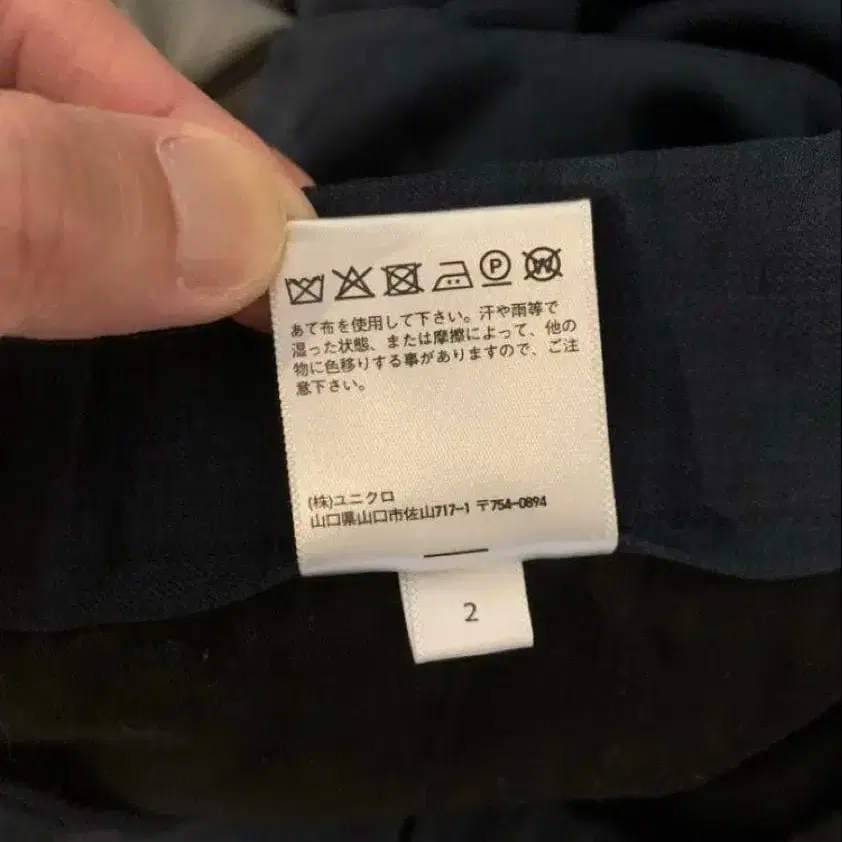 P W
あて布を使用して下さい。汗や雨等で
湿った状態、または摩擦によって、他の
物に色移りする事がありますので、ご注
意下さい。
(株)ユニクロ
山口県山口市佐山717-1 〒754-0894
2